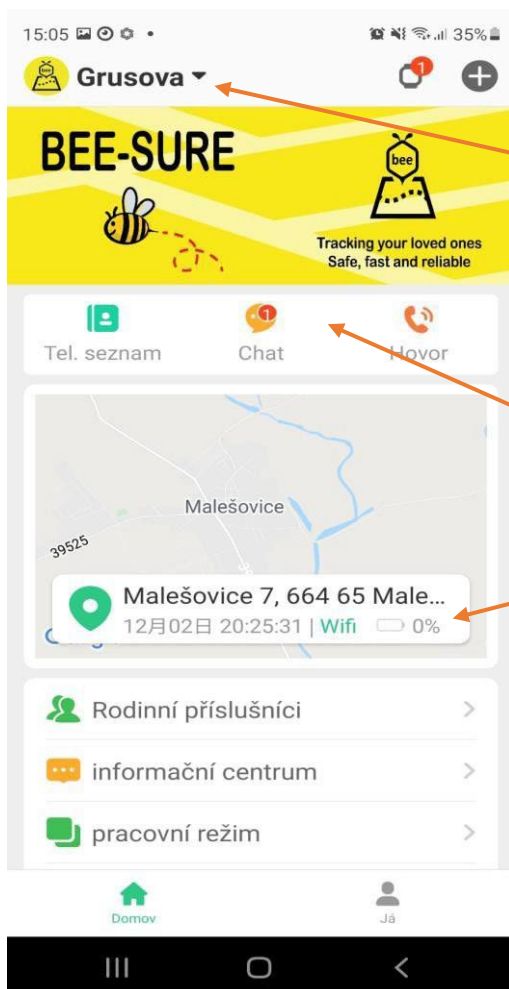 15:05
35%
Grusova
1
BEE-SURE
bee
Tracking your loved ones
Safe, fast and reliable
1
Tel. seznam
Chat
Hovor
Malešovice
39525
Malešovice 7, 664 65 Male...
12月02日 20:25:31 | Wifi 0%
Rodinní příslušníci
informační centrum
pracovní režim
Domov
Já